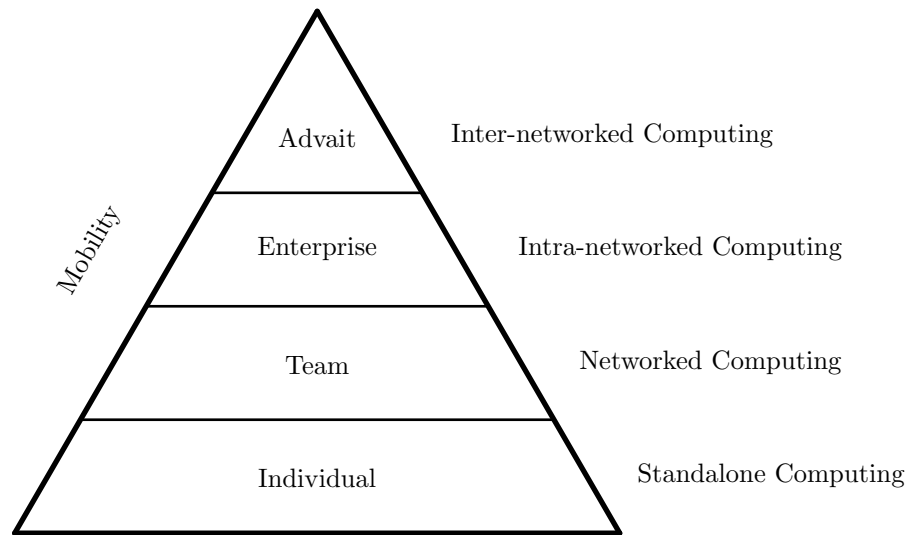 Advait
Inter-networked Computing
Mobility
Enterprise
Intra-networked Computing
Team
Networked Computing
Individual
Standalone Computing